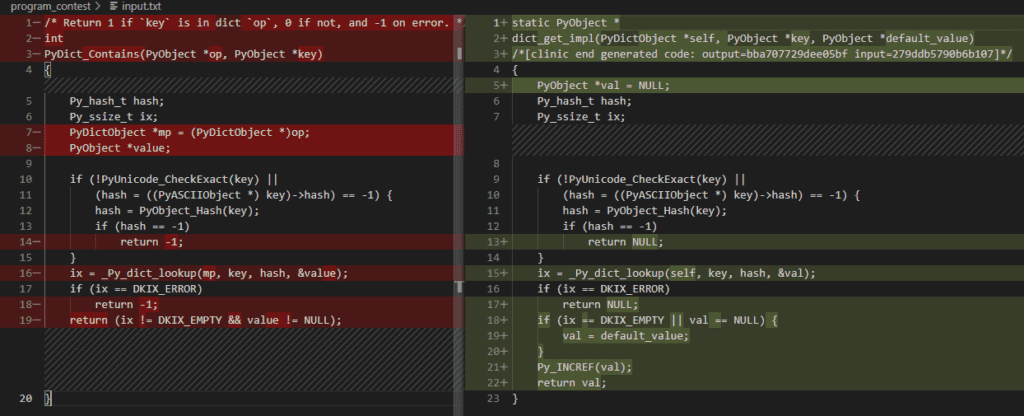 program_contest > input.txt
1− /* Return 1 if `key` is in dict `op`, 0 if not, and -1 on error. *
2− int
3− PyDict_Contains(PyObject *op, PyObject *key)
4 {
5 Py_hash_t hash;
6 Py_ssize_t ix;
7− PyDictObject *mp = (PyDictObject *)op;
8− PyObject *value;
9
10 if (!PyUnicode_CheckExact(key) ||
11 (hash = ((PyASCIIObject *) key)->hash) == -1) {
12 hash = PyObject_Hash(key);
13 if (hash == -1)
14− return -1;
15 }
16− ix = _Py_dict_lookup(mp, key, hash, &value);
17 if (ix == DKIX_ERROR)
18− return -1;
19− return (ix != DKIX_EMPTY && value != NULL);
20 }
1+ static PyObject *
2+ dict_get_impl(PyDictObject *self, PyObject *key, PyObject *default_value)
3+ /*[clinic end generated code: output=bba707729dee05bf input=279ddb5790b6b107]*/
4 {
5+ PyObject *val = NULL;
6 Py_hash_t hash;
7 Py_ssize_t ix;
8
9 if (!PyUnicode_CheckExact(key) ||
10 (hash = ((PyASCIIObject *) key)->hash) == -1) {
11 hash = PyObject_Hash(key);
12 if (hash == -1)
13+ return NULL;
14 }
15+ ix = _Py_dict_lookup(self, key, hash, &val);
16 if (ix == DKIX_ERROR)
17+ return NULL;
18+ if (ix == DKIX_EMPTY || val == NULL) {
19+ val = default_value;
20+ }
21+ Py_INCREF(val);
22+ return val;
23 }